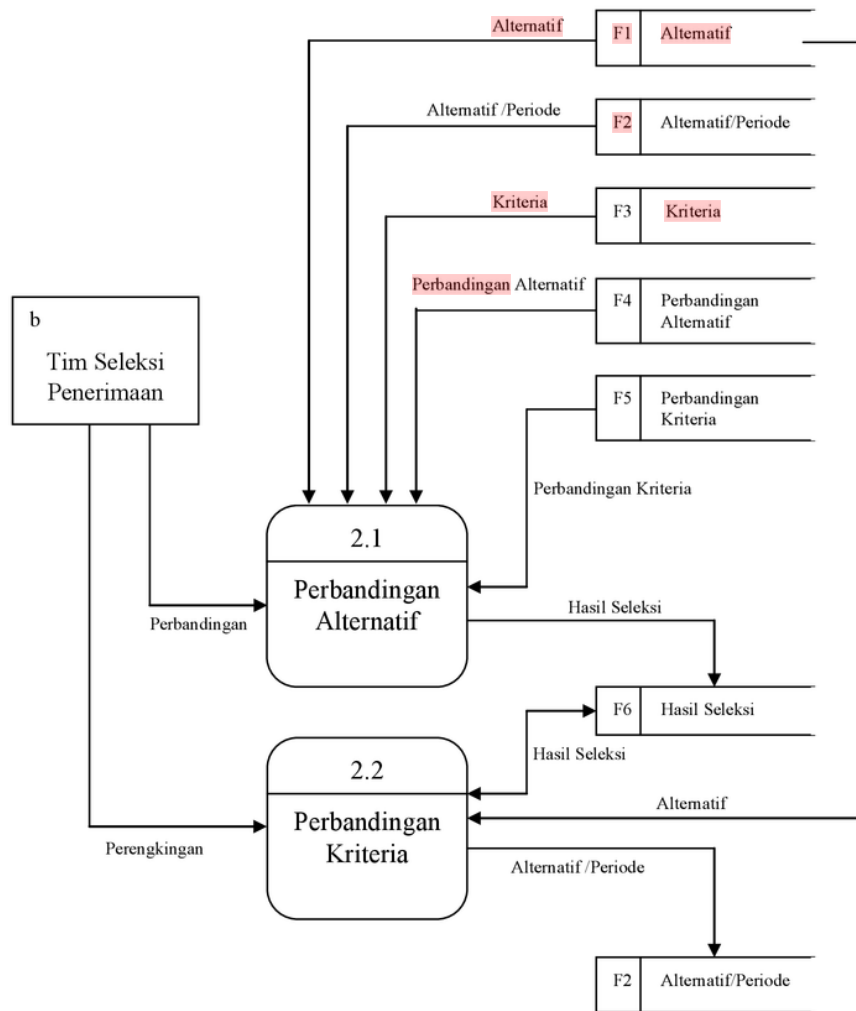 Alternatif
F1 Alternatif
Alternatif /Periode
F2 Alternatif/Periode
Kriteria
F3 Kriteria
Perbandingan Alternatif
F4 Perbandingan
Alternatif
b
Tim Seleksi
Penerimaan
F5 Perbandingan
Kriteria
Perbandingan Kriteria
2.1
Perbandingan
Alternatif
Perbandingan
Hasil Seleksi
F6 Hasil Seleksi
Hasil Seleksi
2.2
Perbandingan
Kriteria
Alternatif
Perengkingan
Alternatif /Periode
F2 Alternatif/Periode